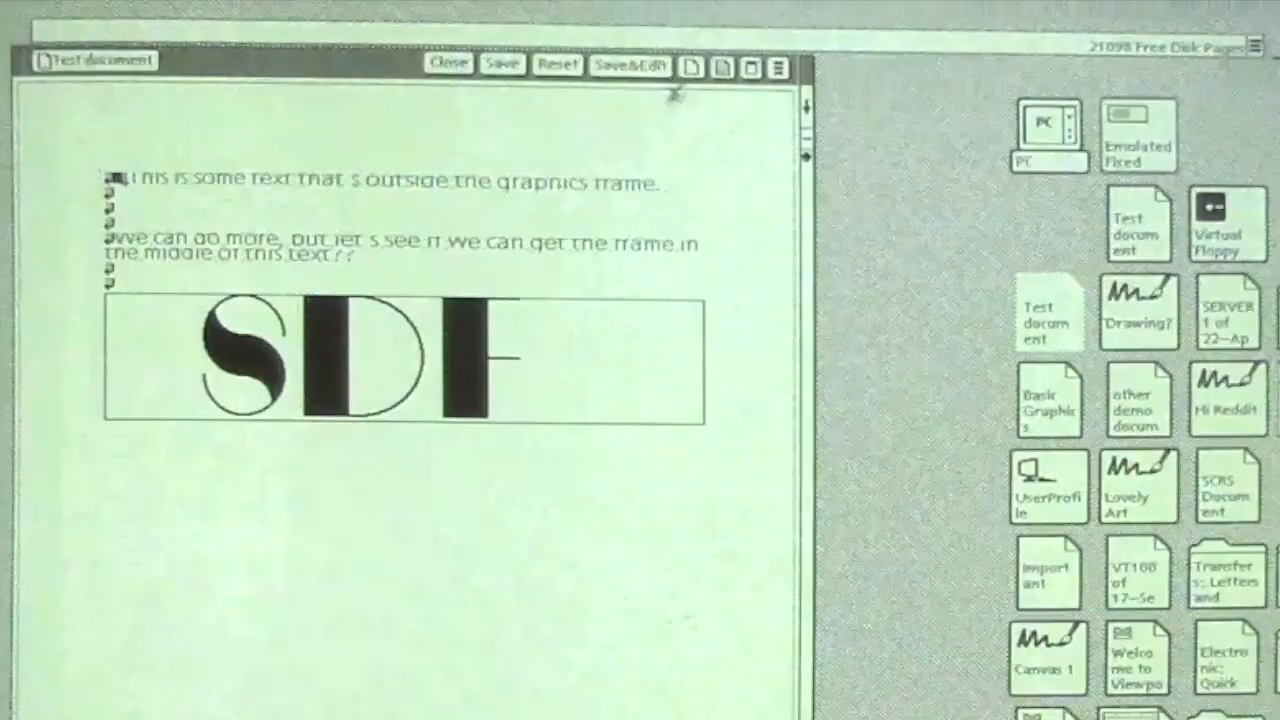 21098 Free Disk Pages
Test document
Close
Save
Reset
Save&Edit
This is some text that s outside the graphics frame.
We can do more, but let s see if we can get the frame in
the middle of this text??
SDF
PC
PC
Emulated
Fixed
Test
docum
ent
Virtual
Floppy
Test
docum
ent
Drawing?
SERVER
1 of
22-Ap
Basic
Graphic
s
other
demo
docum
Hi Reddit
UserProfi
le
Lovely
Art
SCRS
Docum
ent
Import
ant
VT100
of
17-Se
Transfer
s: Letters
and
Canvas 1
Welco
me to
Viewpo
Electro
nic:
Quick